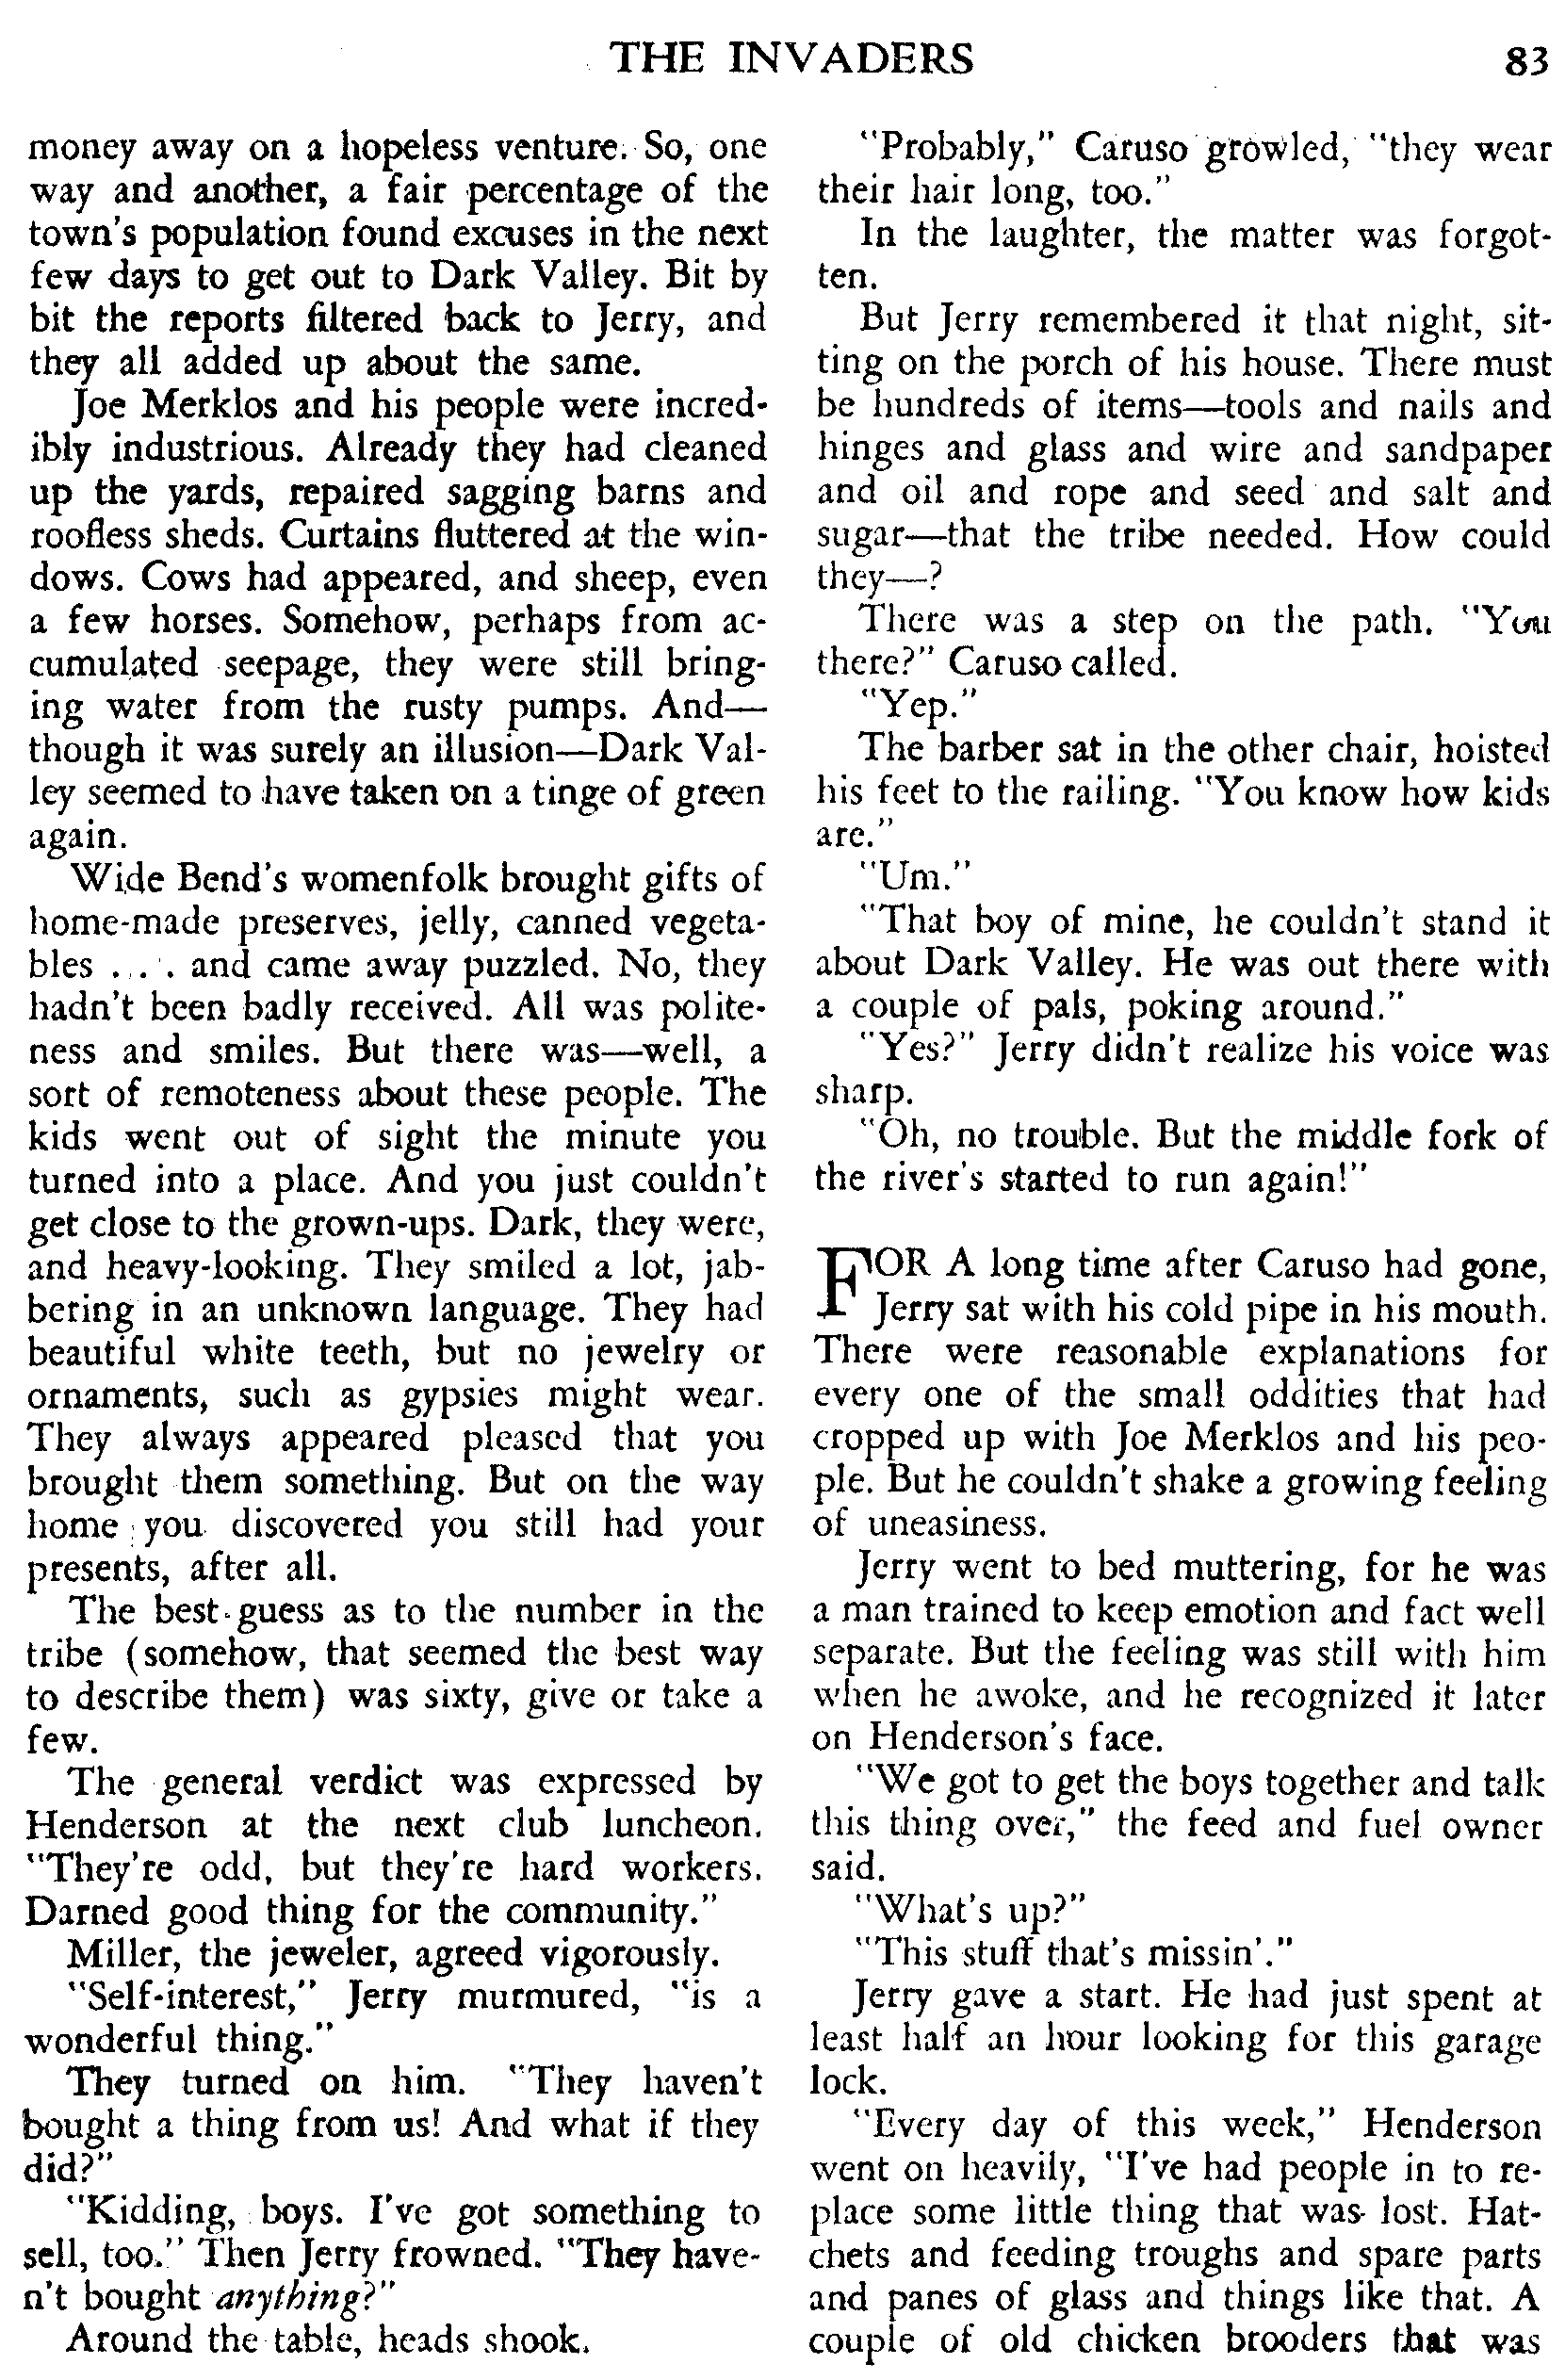 THE INVADERS
83
money away on a hopeless venture. So, one
way and another, a fair percentage of the
town's population found excuses in the next
few days to get out to Dark Valley. Bit by
bit the reports filtered back to Jerry, and
they all added up about the same.
Joe Merklos and his people were incred-
ibly industrious. Already they had cleaned
up the yards, repaired sagging barns and
roofless sheds. Curtains fluttered at the win-
dows. Cows had appeared, and sheep, even
a few horses. Somehow, perhaps from ac-
cumulated seepage, they were still bring-
ing water from the rusty pumps. And—
though it was surely an illusion—Dark Val-
ley seemed to have taken on a tinge of green
again.
Wide Bend's womenfolk brought gifts of
home-made preserves, jelly, canned vegeta-
bles . . . and came away puzzled. No, they
hadn't been badly received. All was polite-
ness and smiles. But there was—well, a
sort of remoteness about these people. The
kids went out of sight the minute you
turned into a place. And you just couldn't
get close to the grown-ups. Dark, they were,
and heavy-looking. They smiled a lot, jab-
bering in an unknown language. They had
beautiful white teeth, but no jewelry or
ornaments, such as gypsies might wear.
They always appeared pleased that you
brought them something. But on the way
home you discovered you still had your
presents, after all.
The best guess as to the number in the
tribe (somehow, that seemed the best way
to describe them) was sixty, give or take a
few.
The general verdict was expressed by
Henderson at the next club luncheon.
"They're odd, but they're hard workers.
Darned good thing for the community."
Miller, the jeweler, agreed vigorously.
"Self-interest," Jerry murmured, "is a
wonderful thing."
They turned on him. "They haven't
bought a thing from us! And what if they
did?"
"Kidding, boys. I've got something to
sell, too." Then Jerry frowned. "They have-
n't bought anything?"
Around the table, heads shook.
"Probably," Caruso growled, "they wear
their hair long, too."
In the laughter, the matter was forgot-
ten.
But Jerry remembered it that night, sit-
ting on the porch of his house. There must
be hundreds of items—tools and nails and
hinges and glass and wire and sandpaper
and oil and rope and seed and salt and
sugar—that the tribe needed. How could
they—?
There was a step on the path. "You
there?" Caruso called.
"Yep."
The barber sat in the other chair, hoisted
his feet to the railing. "You know how kids
are."
"Um."
"That boy of mine, he couldn't stand it
about Dark Valley. He was out there with
a couple of pals, poking around."
"Yes?" Jerry didn't realize his voice was
sharp.
"Oh, no trouble. But the middle fork of
the river's started to run again!"
FOR A long time after Caruso had gone,
Jerry sat with his cold pipe in his mouth.
There were reasonable explanations for
every one of the small oddities that had
cropped up with Joe Merklos and his peo-
ple. But he couldn't shake a growing feeling
of uneasiness.
Jerry went to bed muttering, for he was
a man trained to keep emotion and fact well
separate. But the feeling was still with him
when he awoke, and he recognized it later
on Henderson's face.
"We got to get the boys together and talk
this thing over," the feed and fuel owner
said.
"What's up?"
"This stuff that's missin'."
Jerry gave a start. He had just spent at
least half an hour looking for this garage
lock.
"Every day of this week," Henderson
went on heavily, "I've had people in to re-
place some little thing that was lost. Hat-
chets and feeding troughs and spare parts
and panes of glass and things like that. A
couple of old chicken brooders that was